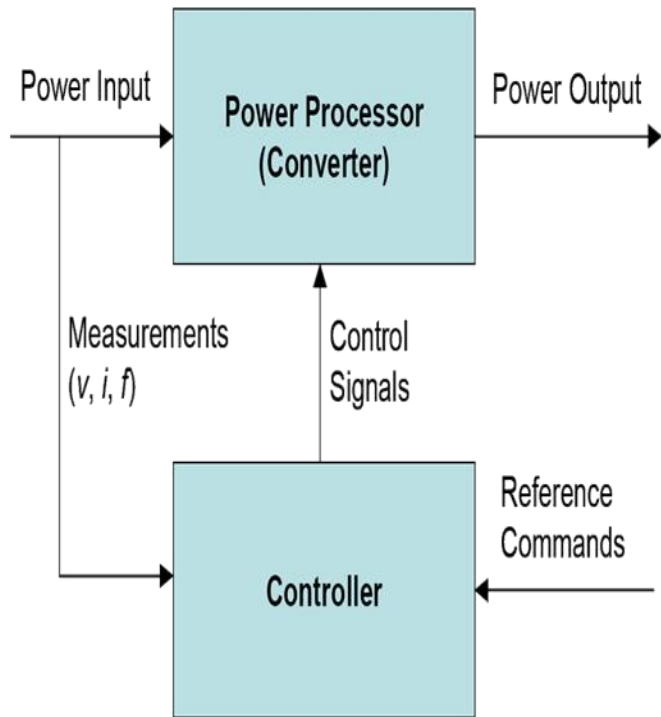 Power Input
Power Processor
(Converter)
Power Output
Measurements
(v, i, f)
Control
Signals
Reference
Commands
Controller